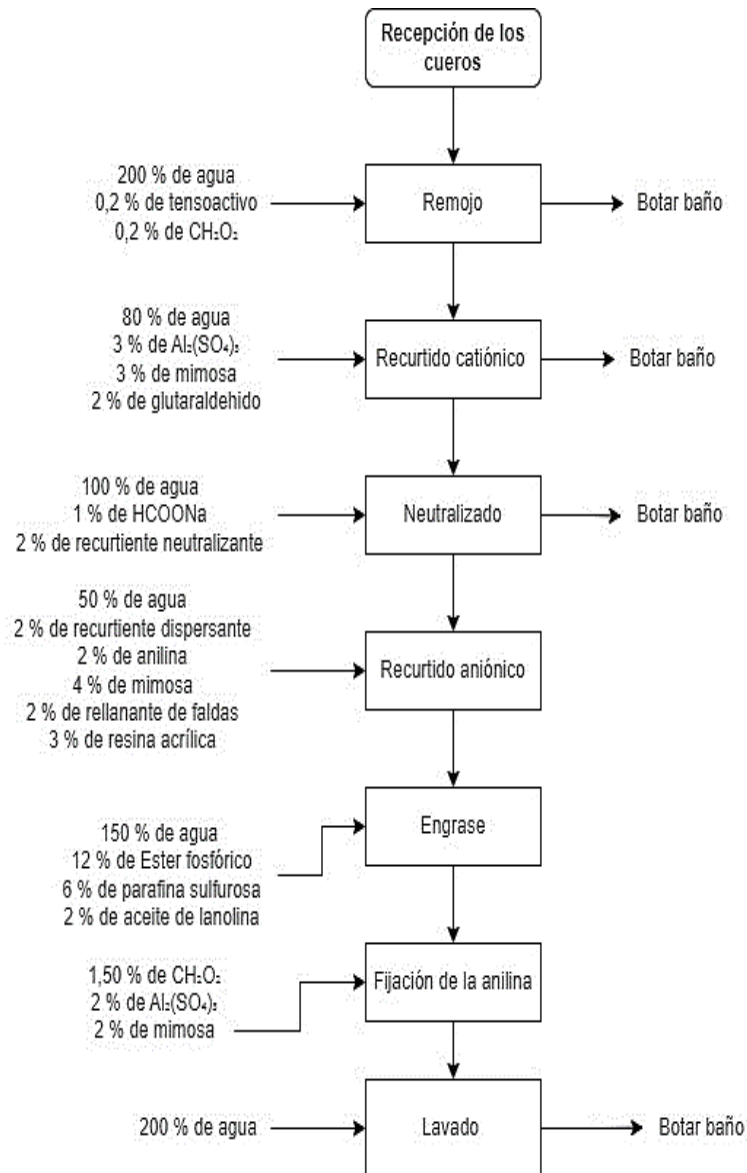 Recepción de los
cueros
200 % de agua
0,2 % de tensoactivo
0,2 % de CH₂O₂
Remojo
Botar baño
80 % de agua
3 % de Al₂(SO₄)₃
3 % de mimosa
2 % de glutaraldehido
Recurtido catiónico
Botar baño
100 % de agua
1 % de HCOONa
2 % de recurtiente neutralizante
Neutralizado
Botar baño
50 % de agua
2 % de recurtiente dispersante
2 % de anilina
4 % de mimosa
2 % de rellanante de faldas
3 % de resina acrílica
Recurtido aniónico
150 % de agua
12 % de Ester fosfórico
6 % de parafina sulfurosa
2 % de aceite de lanolina
Engrase
1,50 % de CH₂O₂
2 % de Al₂(SO₄)₃
2 % de mimosa
Fijación de la anilina
200 % de agua
Lavado
Botar baño